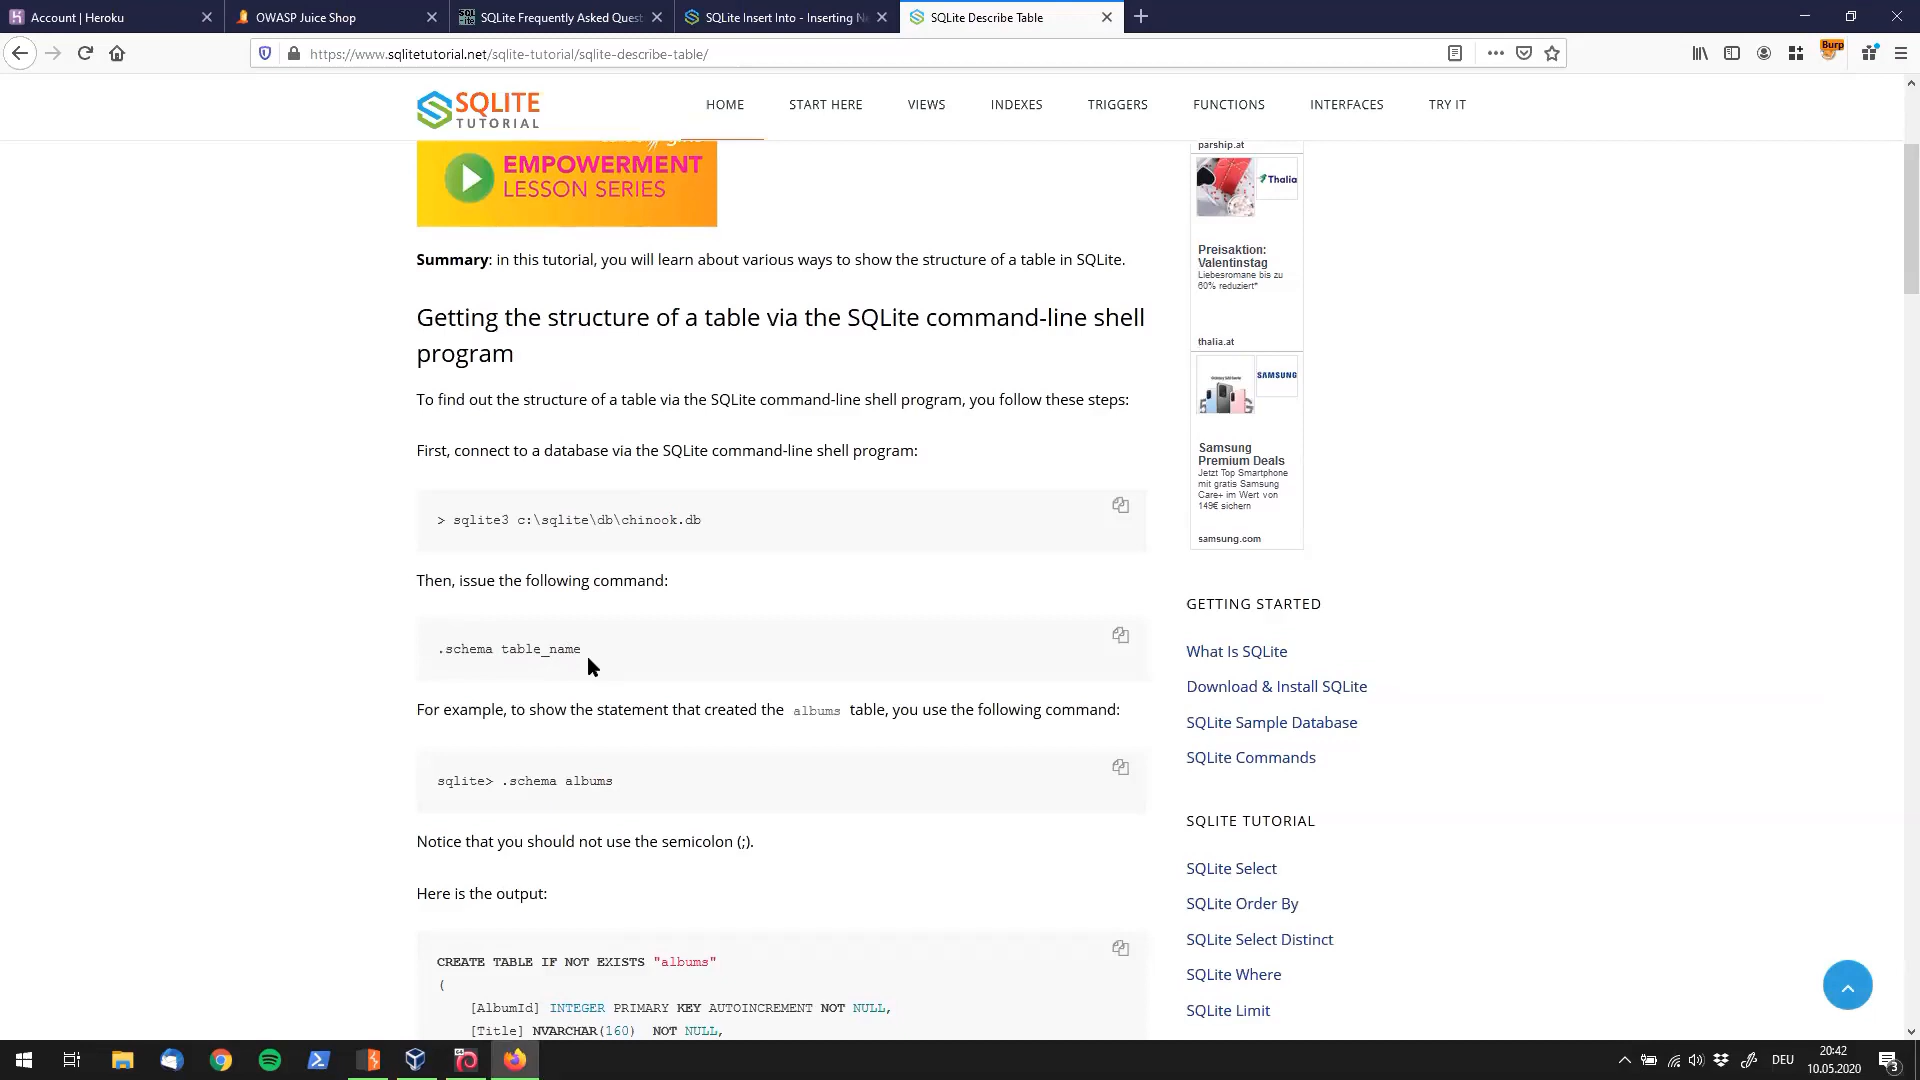 Account | Heroku
OWASP Juice Shop
SQLite Frequently Asked Quest
SQLite Insert Into - Inserting Ne
SQLite Describe Table
https://www.sqlitetutorial.net/sqlite-tutorial/sqlite-describe-table/
Burp
SQLITE
TUTORIAL
HOME
START HERE
VIEWS
INDEXES
TRIGGERS
FUNCTIONS
INTERFACES
TRY IT
EMPOWERMENT
LESSON SERIES
Summary: in this tutorial, you will learn about various ways to show the structure of a table in SQLite.
Getting the structure of a table via the SQLite command-line shell
program
To find out the structure of a table via the SQLite command-line shell program, you follow these steps:
First, connect to a database via the SQLite command-line shell program:
> sqlite3 c:\sqlite\db\chinook.db
Then, issue the following command:
.schema table_name
For example, to show the statement that created the albums table, you use the following command:
sqlite> .schema albums
Notice that you should not use the semicolon (;).
Here is the output:
CREATE TABLE IF NOT EXISTS "albums"
(
[AlbumId] INTEGER PRIMARY KEY AUTOINCREMENT NOT NULL,
[Title] NVARCHAR(160) NOT NULL,
parship.at
Thalia
Preisaktion:
Valentinstag
Liebesromane bis zu
60% reduziert*
thalia.at
SAMSUNG
Samsung
Premium Deals
Jetzt Top Smartphone
mit gratis Samsung
Care+ im Wert von
149€ sichern
samsung.com
GETTING STARTED
What Is SQLite
Download & Install SQLite
SQLite Sample Database
SQLite Commands
SQLITE TUTORIAL
SQLite Select
SQLite Order By
SQLite Select Distinct
SQLite Where
SQLite Limit
DEU
20:42
10.05.2020
3